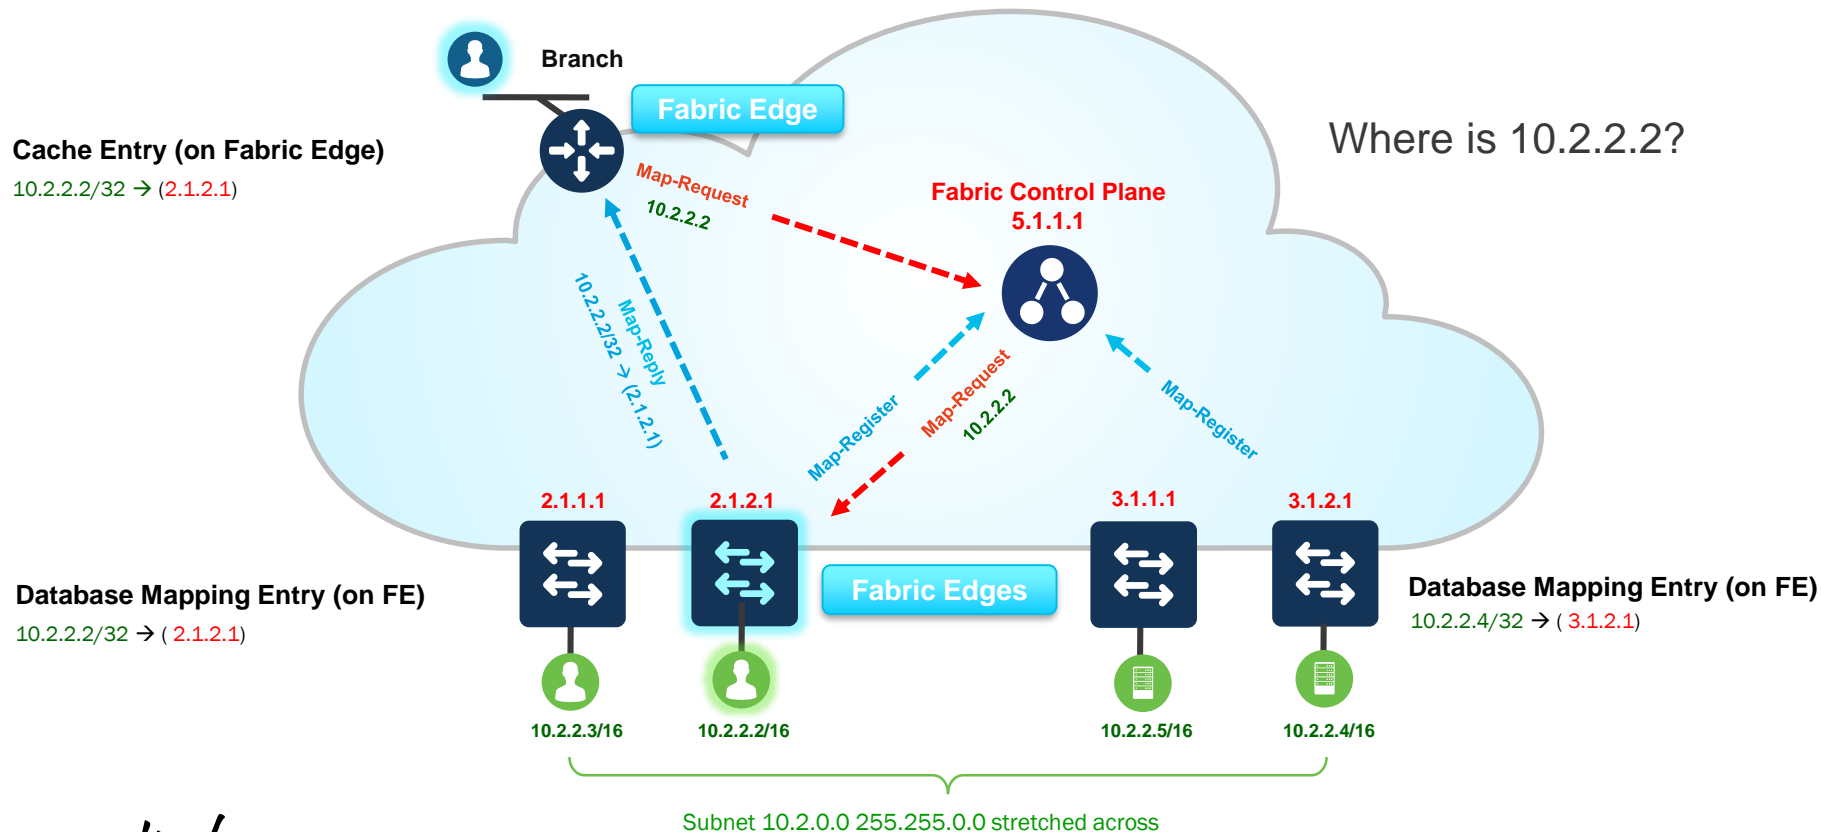 Branch
Fabric Edge
Where is 10.2.2.2?
Cache Entry (on Fabric Edge)
10.2.2.2/32 → (2.1.2.1)
Map-Request
10.2.2.2
Fabric Control Plane
5.1.1.1
Map-Reply
10.2.2.2/32 → (2.1.2.1)
Map-Register
Map-Request
10.2.2.2
Map-Register
2.1.1.1
2.1.2.1
3.1.1.1
3.1.2.1
Fabric Edges
Database Mapping Entry (on FE)
10.2.2.2/32 → ( 2.1.2.1)
Database Mapping Entry (on FE)
10.2.2.4/32 → ( 3.1.2.1)
10.2.2.3/16
10.2.2.2/16
10.2.2.5/16
10.2.2.4/16
Subnet 10.2.0.0 255.255.0.0 stretched across